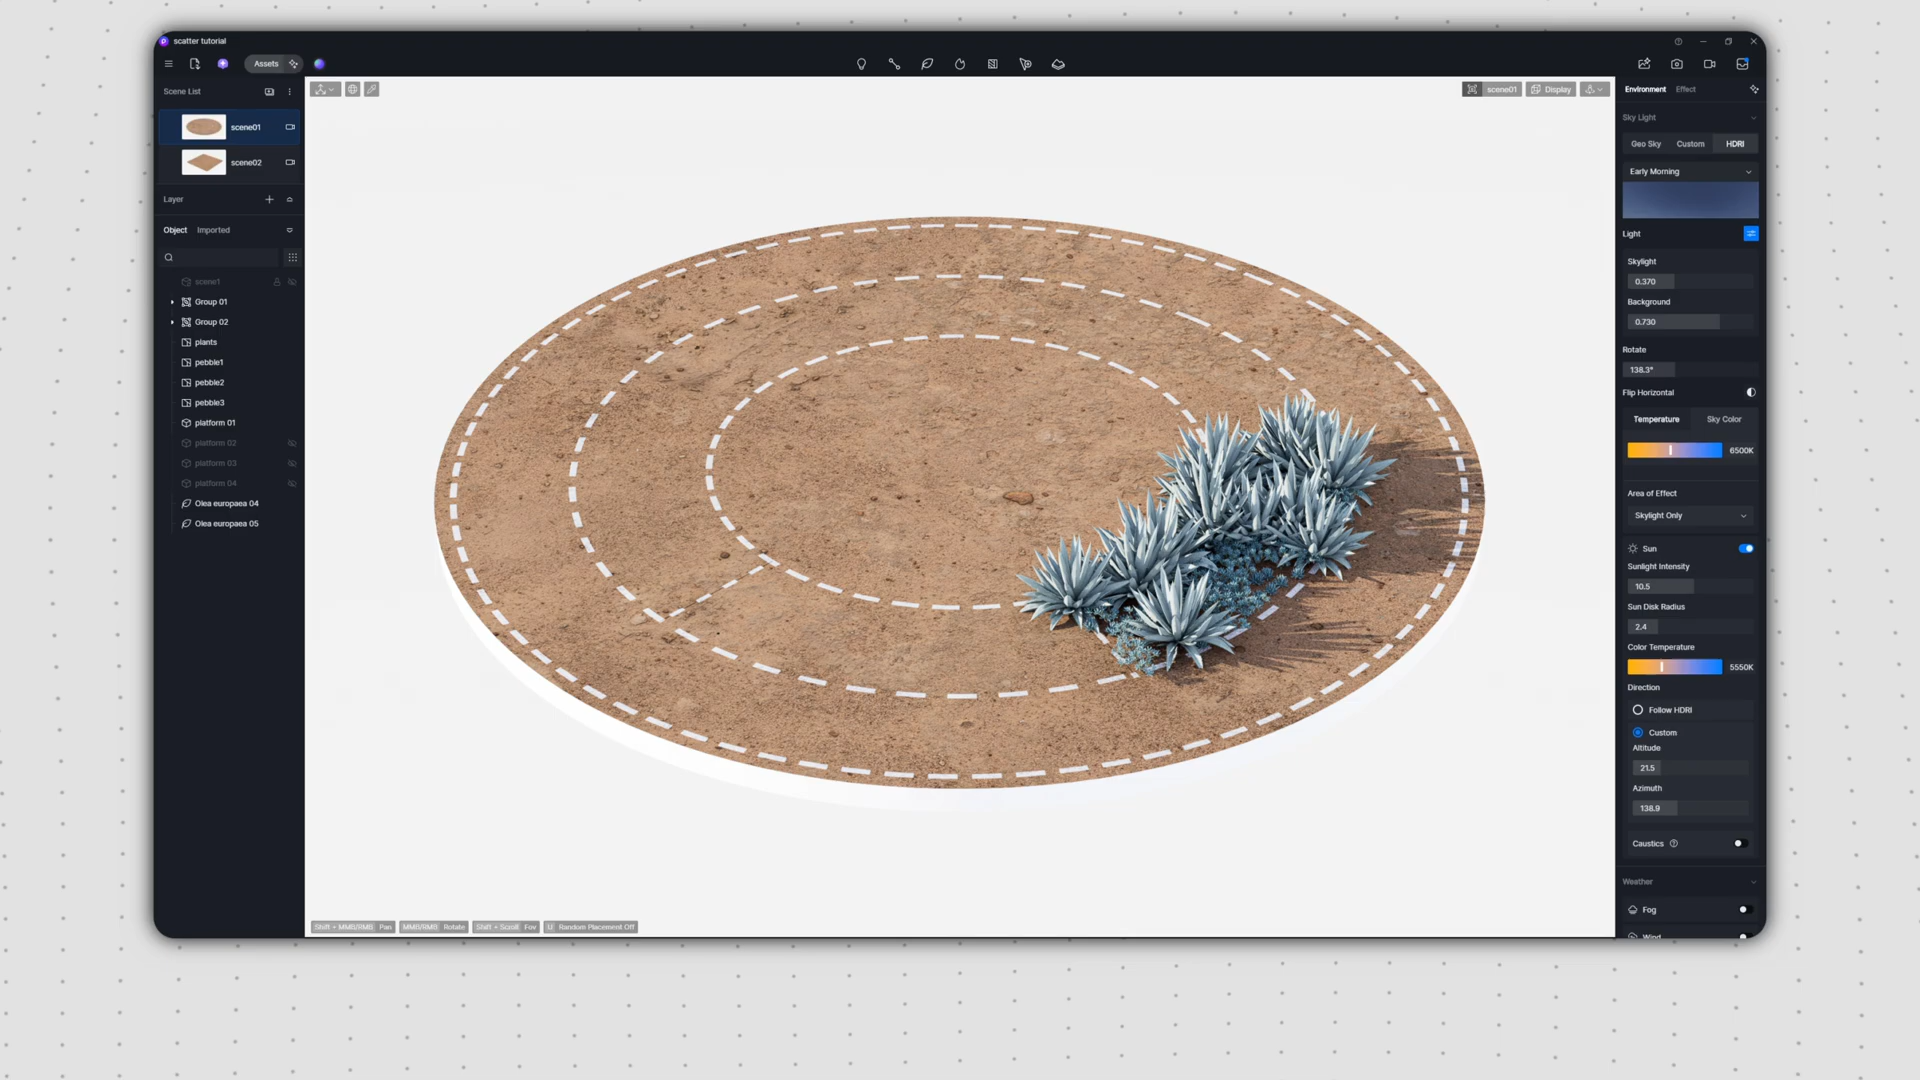 scatter tutorial
Assets
Scene List
scene01
scene02
Layer
Object Imported
scene1
Group 01
Group 02
plants
pebble1
pebble2
pebble3
platform 01
platform 02
platform 03
platform 04
Olea europaea 04
Olea europaea 05
scene01 Display
Shift + MMB/RMB Pan MMB/RMB Rotate Shift + Scroll Fov U Random Placement Off
Environment Effect
Sky Light
Geo Sky Custom HDRI
Early Morning
Light
Skylight
0.370
Background
0.730
Rotate
138.3°
Flip Horizontal
Temperature Sky Color
6500K
Area of Effect
Skylight Only
Sun
Sunlight Intensity
10.5
Sun Disk Radius
2.4
Color Temperature
5550K
Direction
Follow HDRI
Custom
Altitude
21.5
Azimuth
138.9
Caustics
Weather
Fog
Wind